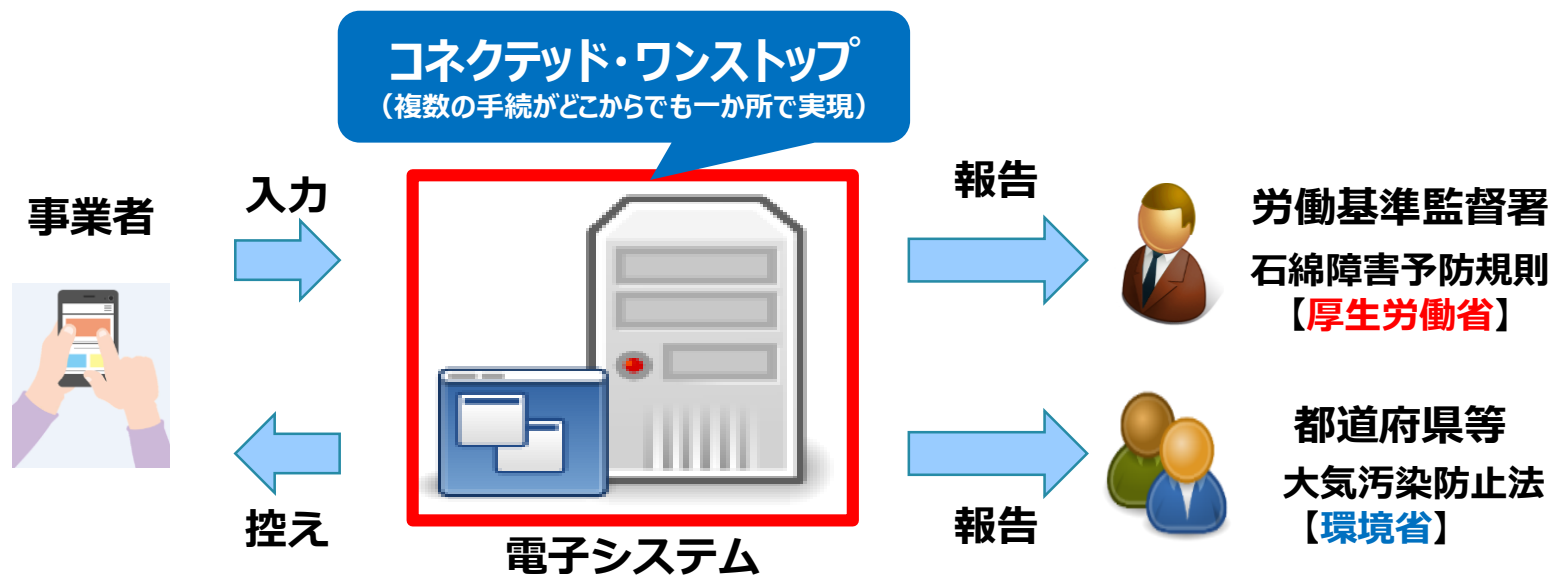 コネクテッド・ワンストップ
（複数の手続がどこからでも一か所で実現）
事業者
入力
控え
電子システム
報告
労働基準監督署
石綿障害予防規則
【厚生労働省】
報告
都道府県等
大気汚染防止法
【環境省】